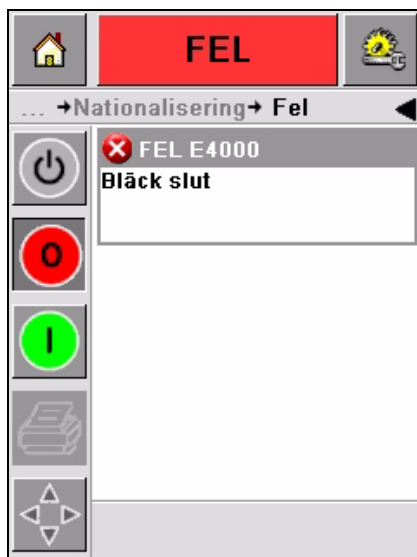 FEL
... →Nationalisering→ Fel
FEL E4000
Bläck slut
O
I